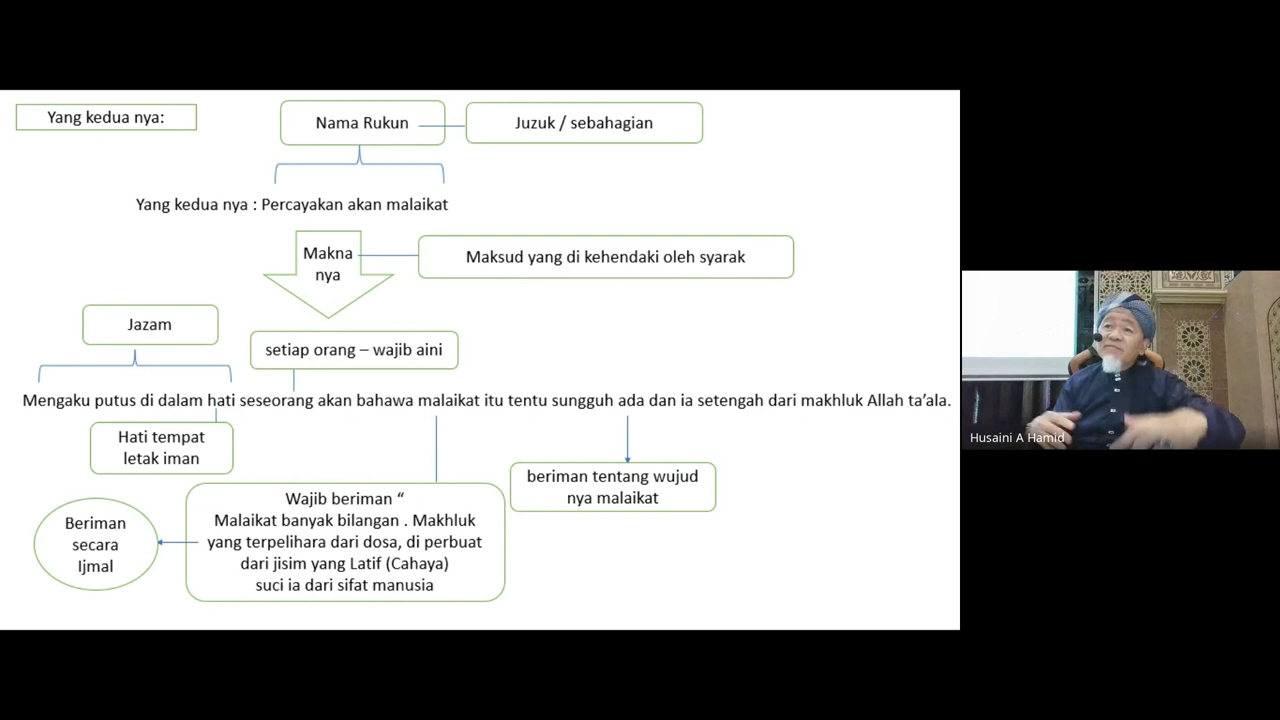 Yang kedua nya:
Nama Rukun
Juzuk / sebahagian
Yang kedua nya : Percayakan akan malaikat
Makna
nya
Maksud yang di kehendaki oleh syarak
Jazam
setiap orang – wajib aini
Mengaku putus di dalam hati seseorang akan bahawa malaikat itu tentu sungguh ada dan ia setengah dari makhluk Allah ta’ala.
Hati tempat
letak iman
beriman tentang wujud
nya malaikat
Wajib beriman “
Malaikat banyak bilangan . Makhluk
yang terpelihara dari dosa, di perbuat
dari jisim yang Latif (Cahaya)
suci ia dari sifat manusia
Beriman
secara
Ijmal
Husaini A Hamid